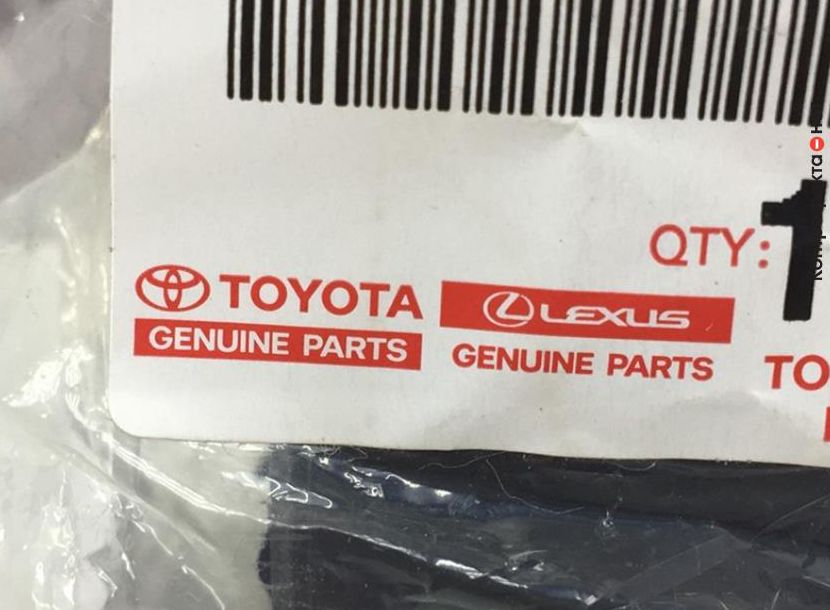 QTY: 1
TOYOTA
GENUINE PARTS
LEXUS
GENUINE PARTS
TO